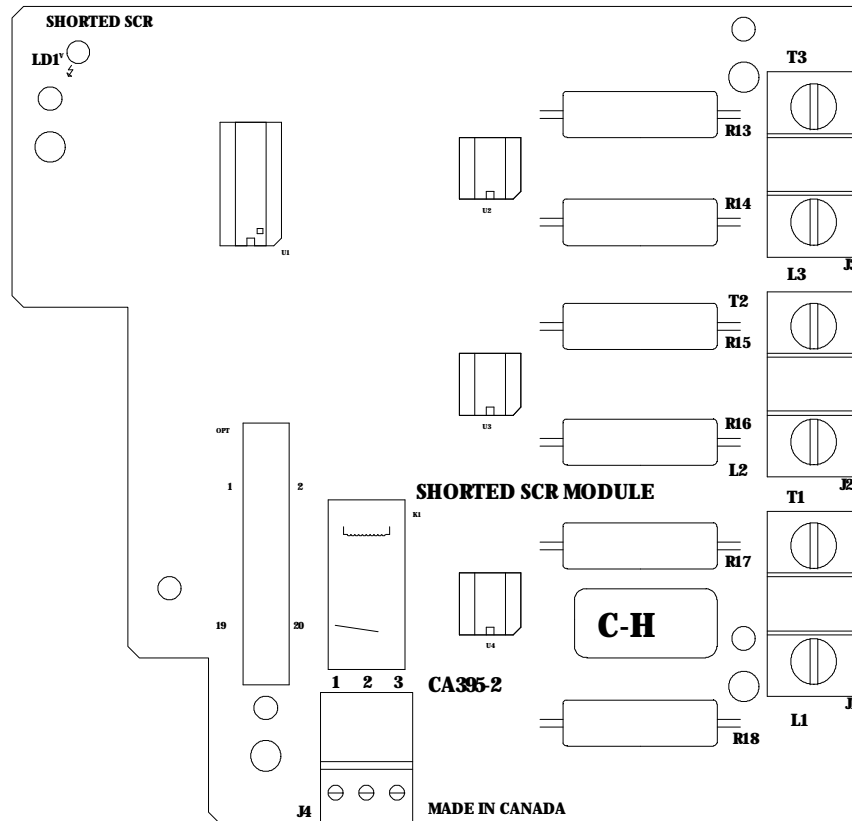 SHORTED SCR
LD1
T3
R13
R14
U2
U1
L3
T2
R15
R16
U3
OPT
L2
J2
1 2
SHORTED SCR MODULE
T1
K1
R17
19 20
C-H
U4
1 2 3
CA395-2
L1
R18
J4
MADE IN CANADA